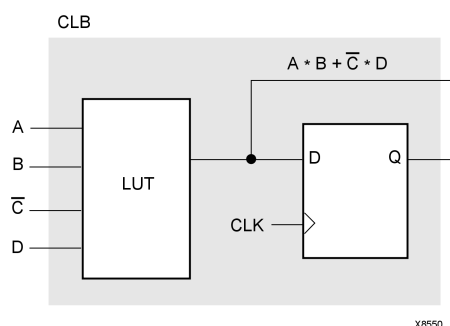 CLB
A * B + C̅ * D
A
B
C̅
D
LUT
D
Q
CLK
X8550